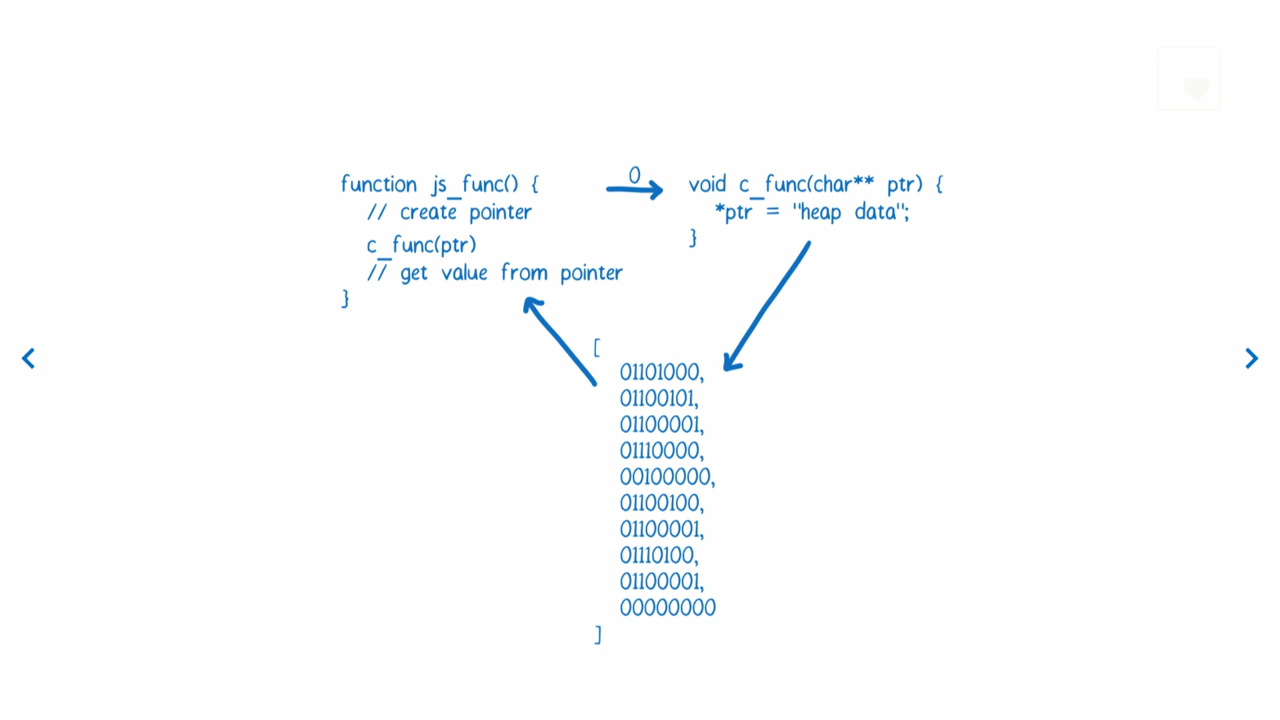 function js_func() {
// create pointer
c_func(ptr)
// get value from pointer
}
0
void c_func(char** ptr) {
*ptr = "heap data";
}
[
01101000,
01100101,
01100001,
01110000,
00100000,
01100100,
01100001,
01110100,
01100001,
00000000
]